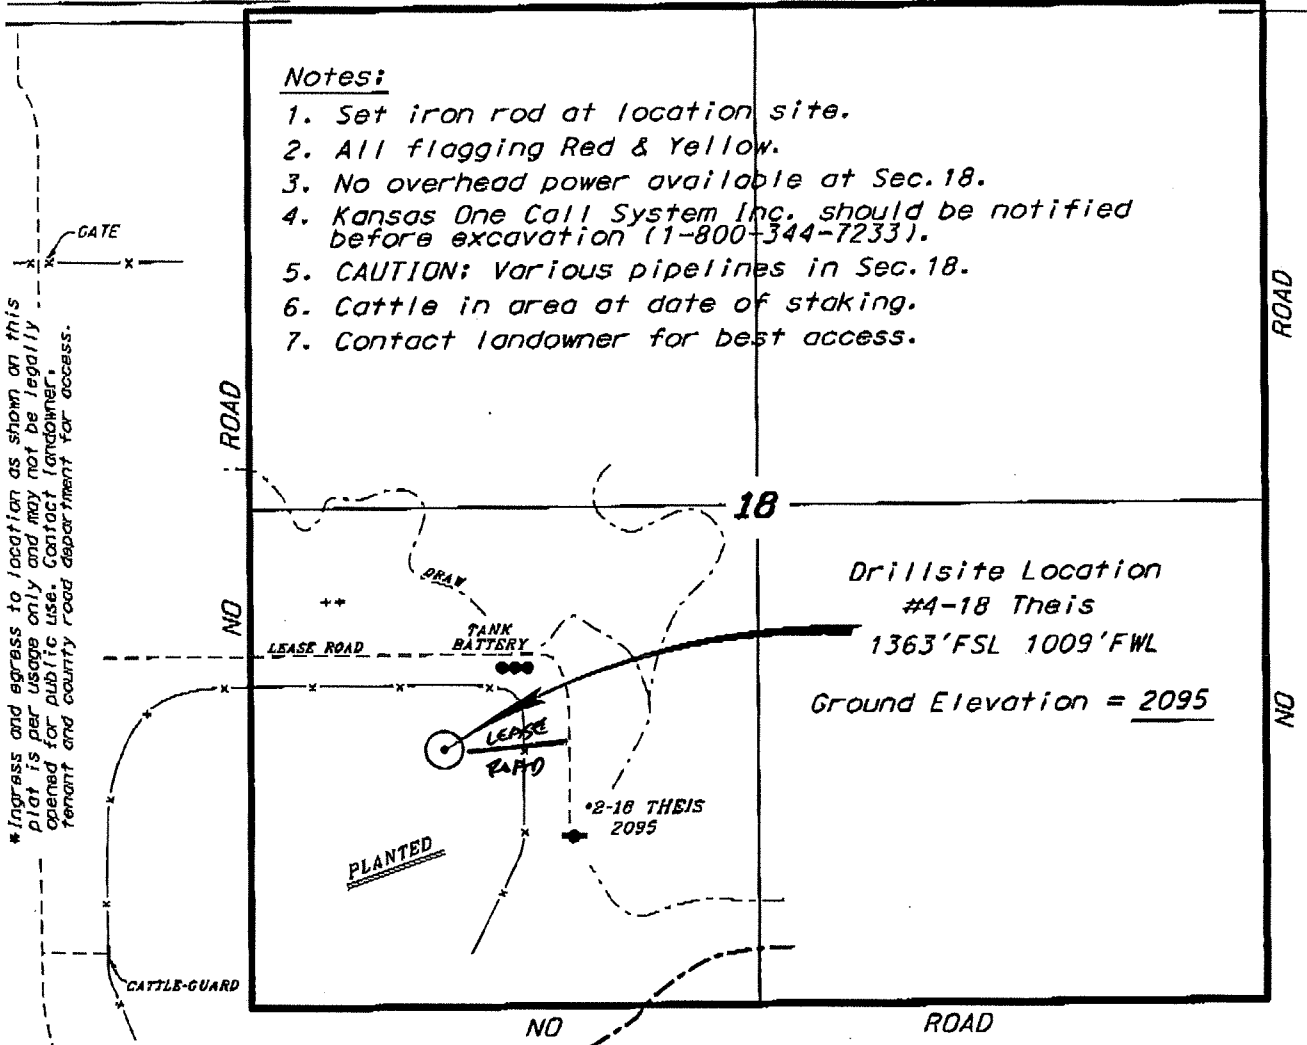 Notes:
1. Set iron rod at location site.
2. All flagging Red & Yellow.
3. No overhead power available at Sec.18.
4. Kansas One Call System Inc. should be notified
before excavation (1-800-344-7233).
5. CAUTION: Various pipelines in Sec.18.
6. Cattle in area at date of staking.
7. Contact landowner for best access.
GATE
*Ingress and egress to location as shown on this
plat is per usage only and may not be legally
opened for public use. Contact landowner,
tenant and county road department for access.
NO ROAD
NO ROAD
18
DRAW
TANK
BATTERY
LEASE ROAD
Drillsite Location
#4-18 Theis
1363'FSL 1009'FWL
Ground Elevation = 2095
LEASE
ROAD
•2-18 THEIS
2095
PLANTED
CATTLE-GUARD
NO ROAD